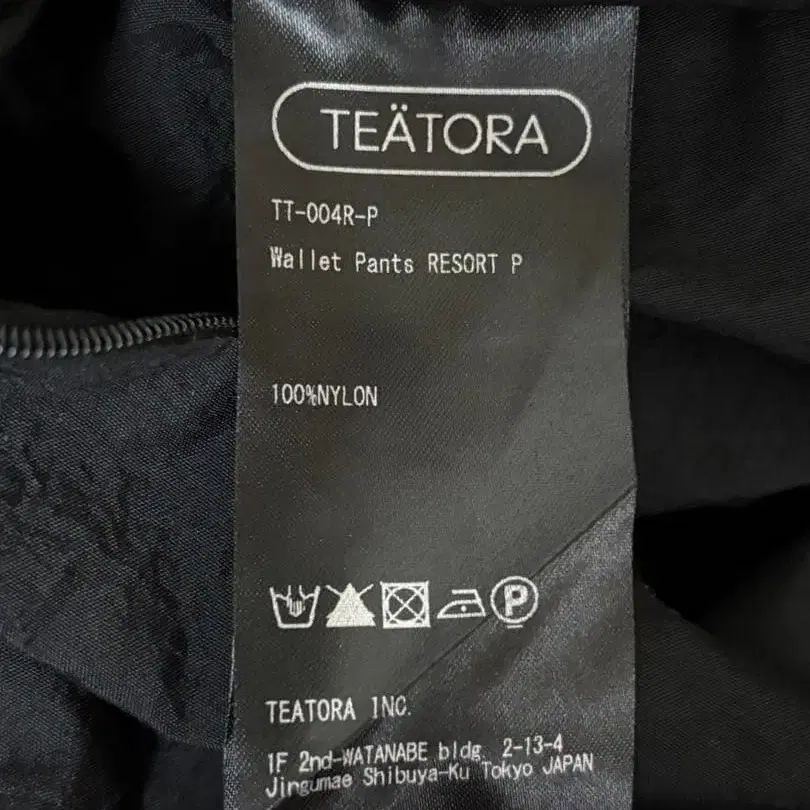 TEÄTORA
TT-004R-P
Wallet Pants RESORT P
100%NYLON
P
TEATORA INC.
1F 2nd-WATANABE bldg. 2-13-4
Jingumae Shibuya-Ku Tokyo JAPAN